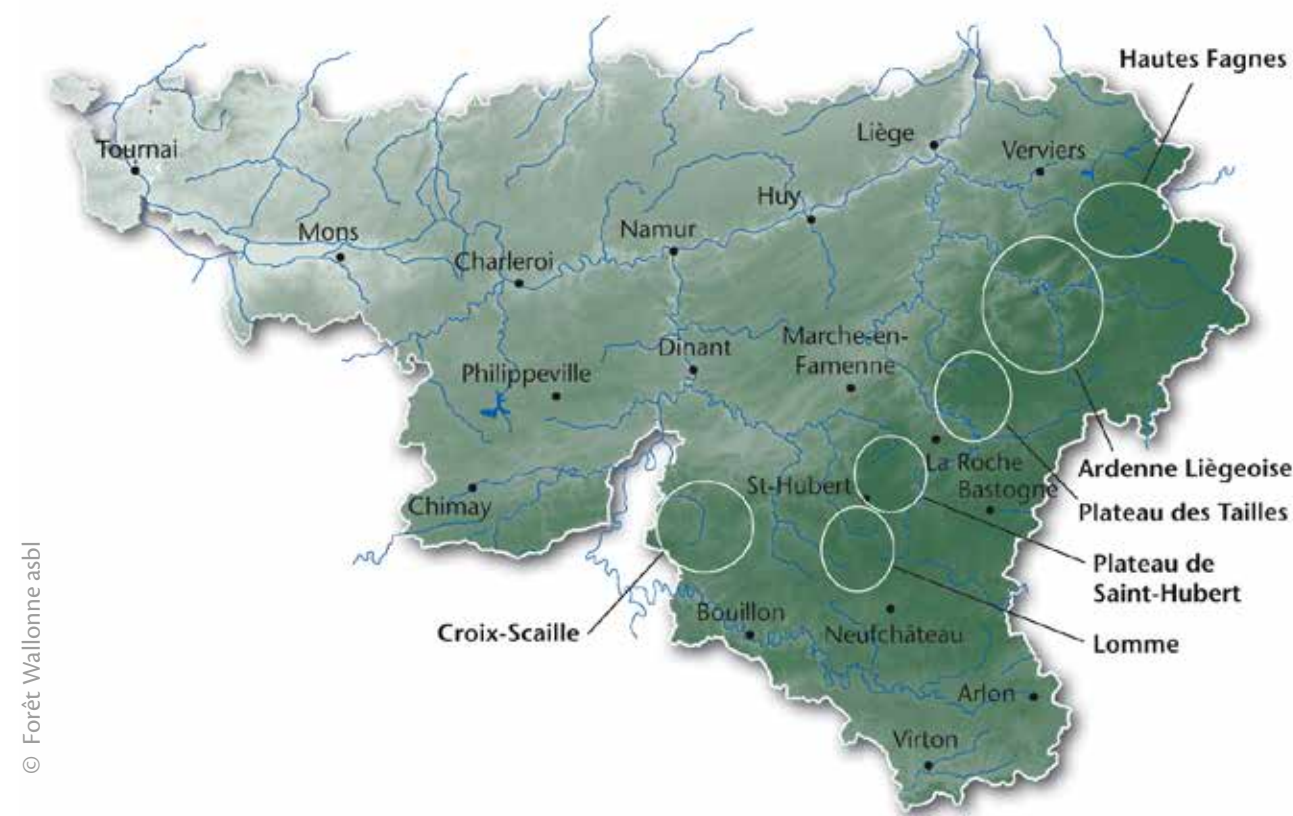 Hautes Fagnes
Liège
Verviers
Tournai
Huy
Namur
Mons
Charleroi
Marche-en-
Famenne
Dinant
Philippeville
La Roche
Ardenne Liégeoise
St-Hubert
Bastogne
Chimay
Plateau des Tailles
Plateau de
Saint-Hubert
Croix-Scaille
Bouillon
Neufchâteau
Lomme
Arlon
Virton
© Forêt Wallonne asbl